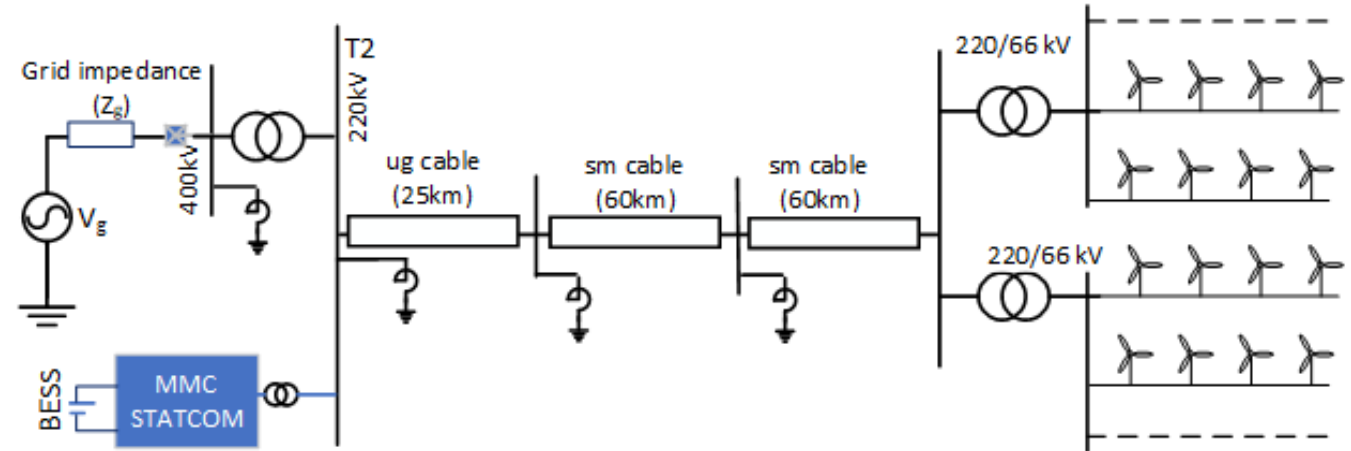 Grid impedance
(Zg)
400kV
Vg
T2
220kV
ug cable
(25km)
sm cable
(60km)
sm cable
(60km)
220/66 kV
220/66 kV
BESS
MMC
STATCOM